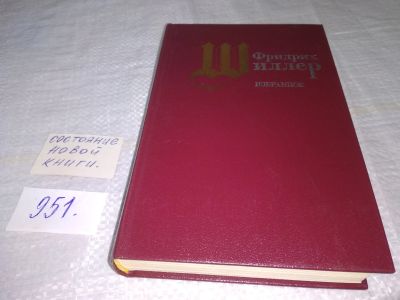 Фридрих
Шиллер
ИЗБРАННОЕ
СОСТОЯНИЕ
НОВОЙ
КНИГИ.
951.